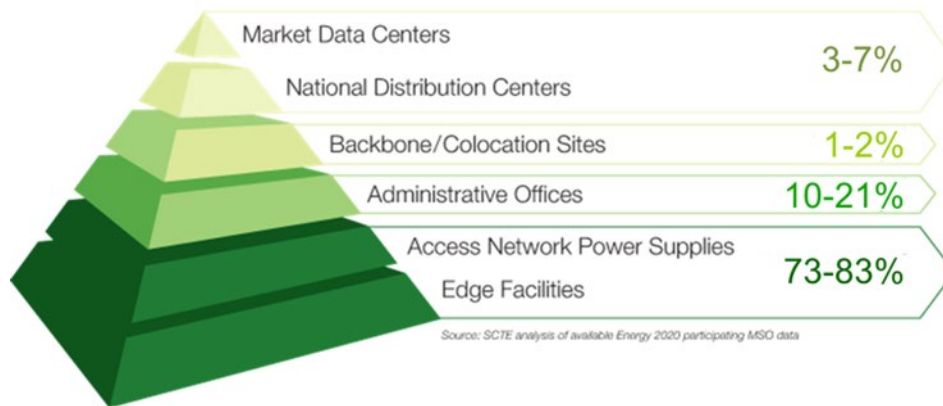 Market Data Centers
3-7%
National Distribution Centers
Backbone/Colocation Sites
1-2%
Administrative Offices
10-21%
Access Network Power Supplies
73-83%
Edge Facilities
Source: SCTE analysis of available Energy 2020 participating MSO data